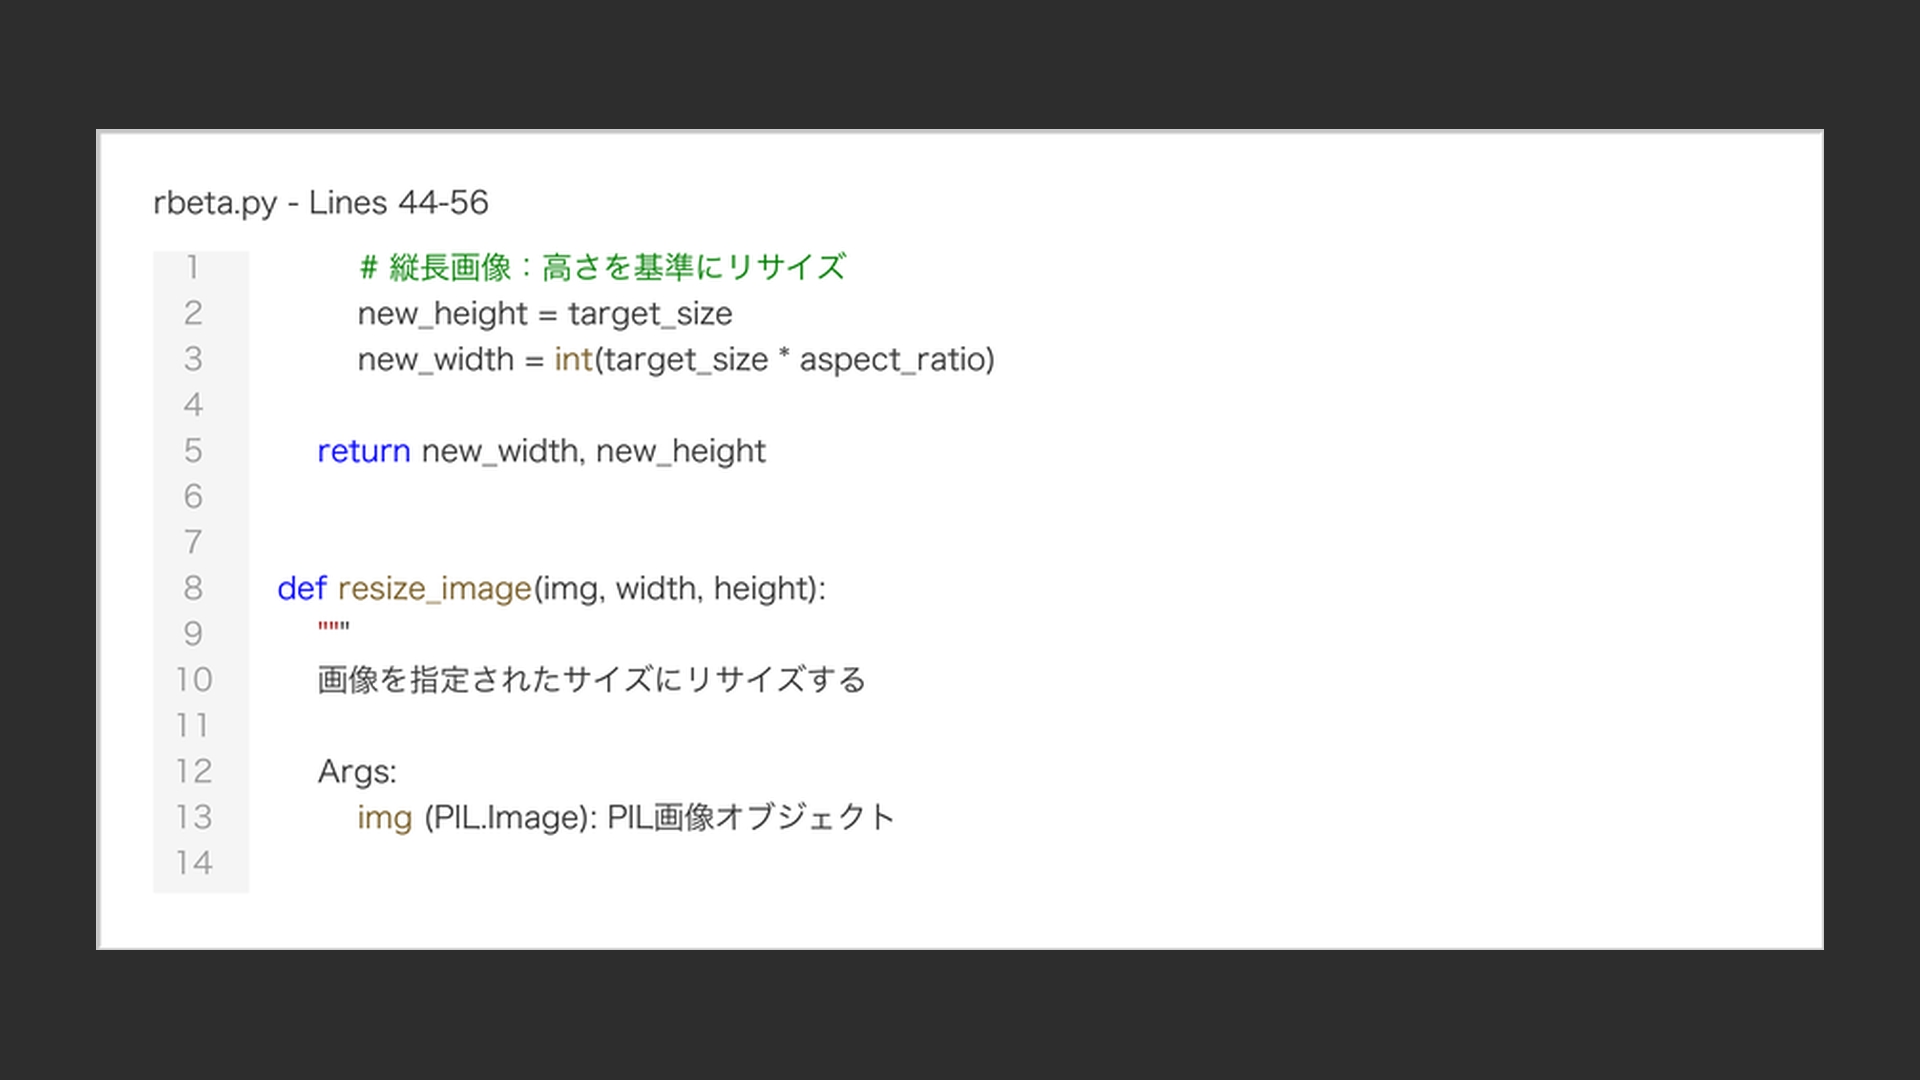 rbeta.py - Lines 44-56
1 # 縦長画像：高さを基準にリサイズ
2 new_height = target_size
3 new_width = int(target_size * aspect_ratio)
4
5 return new_width, new_height
6
7
8 def resize_image(img, width, height):
9 """
10 画像を指定されたサイズにリサイズする
11
12 Args:
13 img (PIL.Image): PIL画像オブジェクト
14